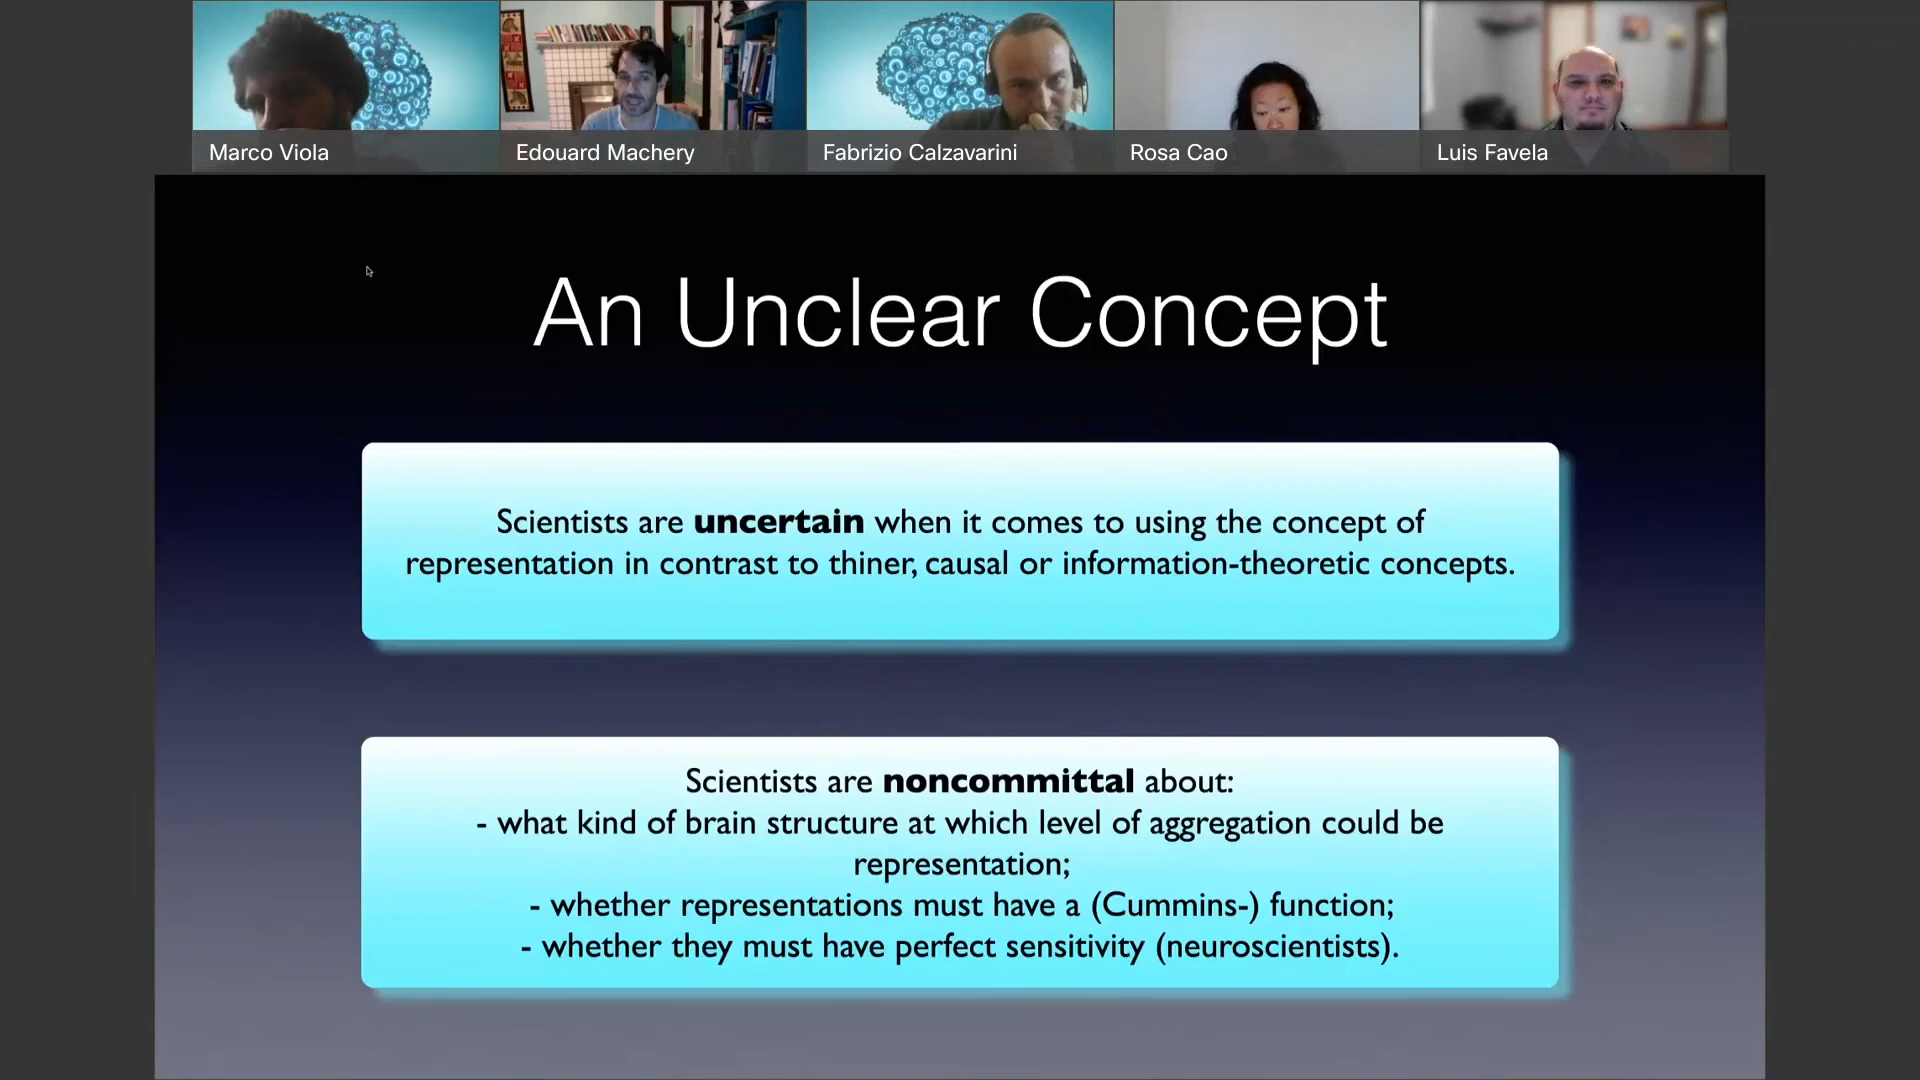 Marco Viola
Edouard Machery
Fabrizio Calzavarini
Rosa Cao
Luis Favela
An Unclear Concept
Scientists are uncertain when it comes to using the concept of
representation in contrast to thiner, causal or information-theoretic concepts.
Scientists are noncommittal about:
- what kind of brain structure at which level of aggregation could be
representation;
- whether representations must have a (Cummins-) function;
- whether they must have perfect sensitivity (neuroscientists).